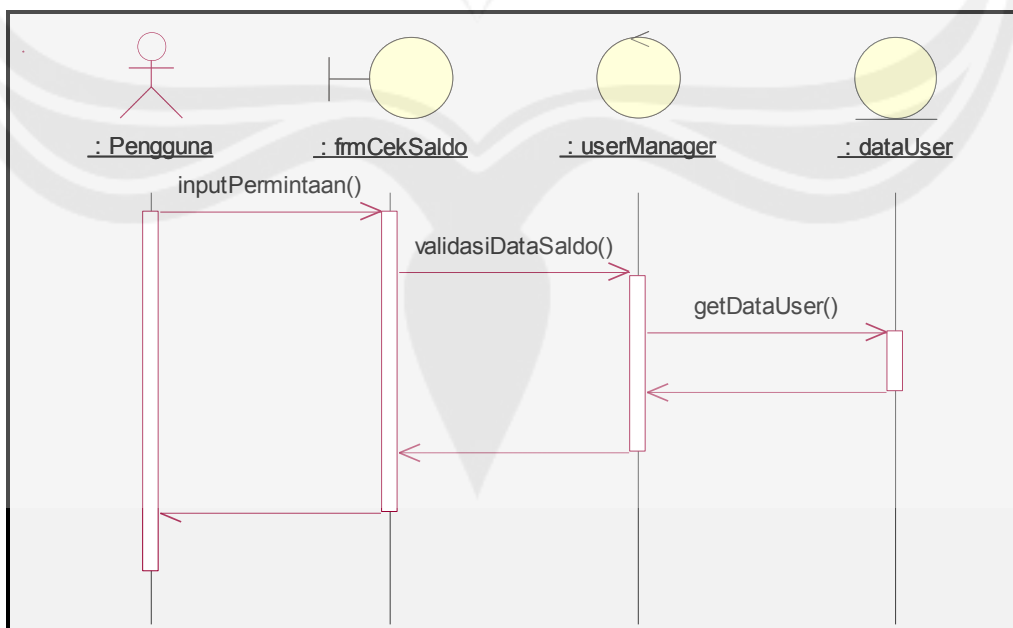 : Pengguna
: frmCekSaldo
: userManager
: dataUser
inputPermintaan()
validasiDataSaldo()
getDataUser()